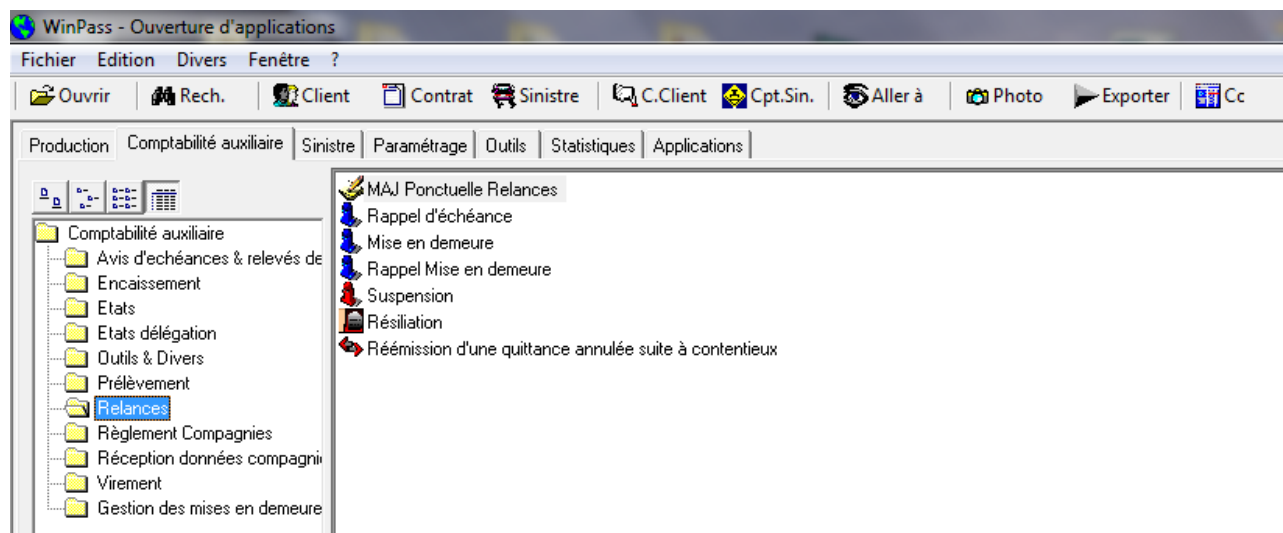 WinPass - Ouverture d'applications
Fichier Edition Divers Fenêtre ?
Ouvrir Rech. Client Contrat Sinistre C.Client Cpt.Sin. Aller à Photo Exporter Cc
Production Comptabilité auxiliaire Sinistre Paramétrage Outils Statistiques Applications
Comptabilité auxiliaire
Avis d'echéances & relevés de
Encaissement
Etats
Etats délégation
Outils & Divers
Prélèvement
Relances
Règlement Compagnies
Réception données compagni
Virement
Gestion des mises en demeure
MAJ Ponctuelle Relances
Rappel d'échéance
Mise en demeure
Rappel Mise en demeure
Suspension
Résiliation
Réémission d'une quittance annulée suite à contentieux